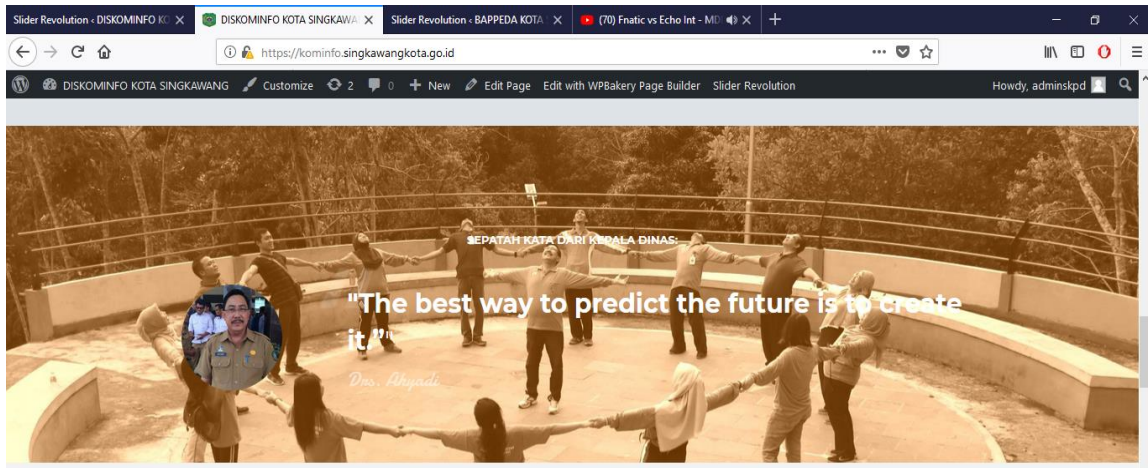 Slider Revolution ‹ DISKOMINFO KO
DISKOMINFO KOTA SINGKAWA
Slider Revolution ‹ BAPPEDA KOTA
(70) Fnatic vs Echo Int - MD
https://kominfo.singkawangkota.go.id
DISKOMINFO KOTA SINGKAWANG Customize 2 0 New Edit Page Edit with WPBakery Page Builder Slider Revolution Howdy, adminskpd
SEPATAH KATA DARI KEPALA DINAS:
"The best way to predict the future is to create
it.”"
Drs. Ahyadi